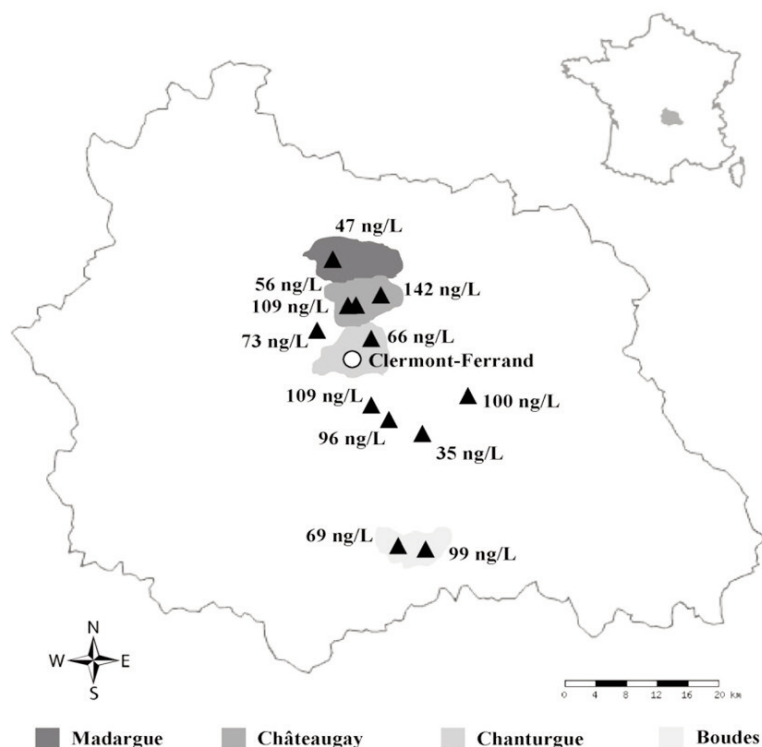 47 ng/L
56 ng/L
142 ng/L
109 ng/L
73 ng/L
66 ng/L
Clermont-Ferrand
109 ng/L
100 ng/L
96 ng/L
35 ng/L
69 ng/L
99 ng/L
N
W E
S
0 4 8 12 16 20 km
Madargue Châteaugay Chanturgue Boudes